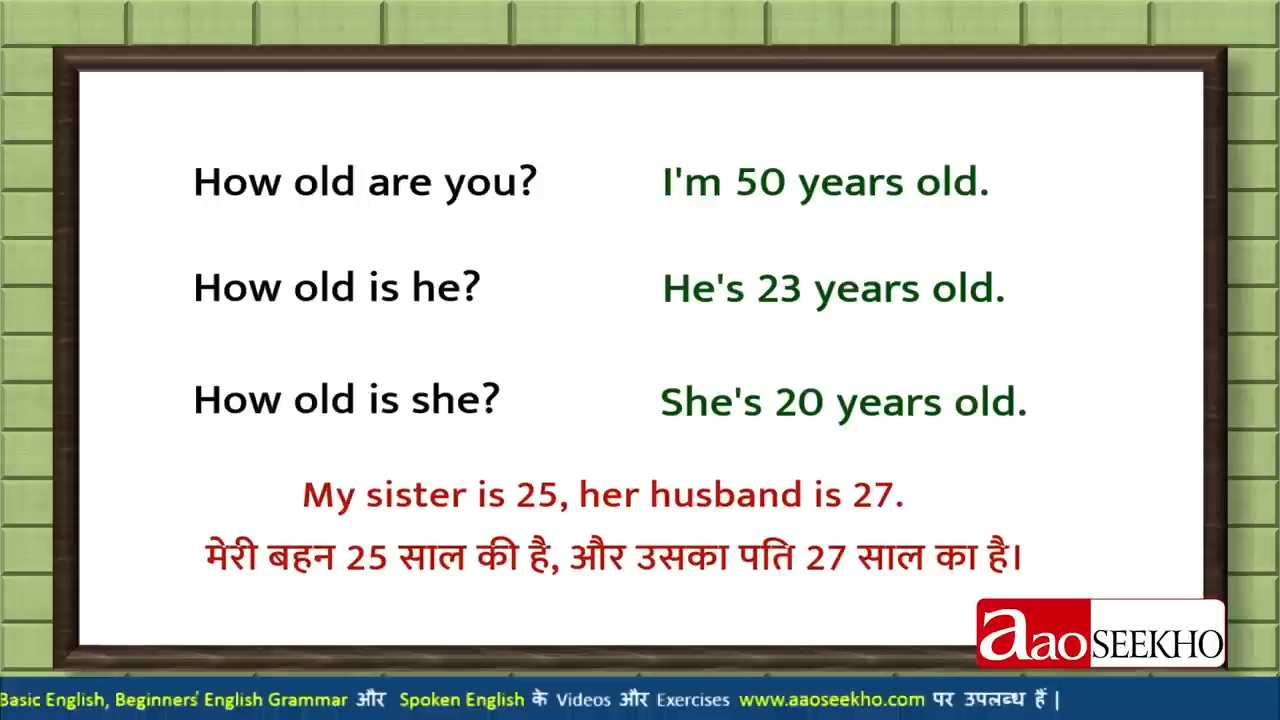 How old are you? I'm 50 years old.
How old is he? He's 23 years old.
How old is she? She's 20 years old.
My sister is 25, her husband is 27.
मेरी बहन 25 साल की है, और उसका पति 27 साल का है।
aao SEEKHO
Basic English, Beginners' English Grammar और Spoken English के Videos और Exercises www.aaoseekho.com पर उपलब्ध हैं |